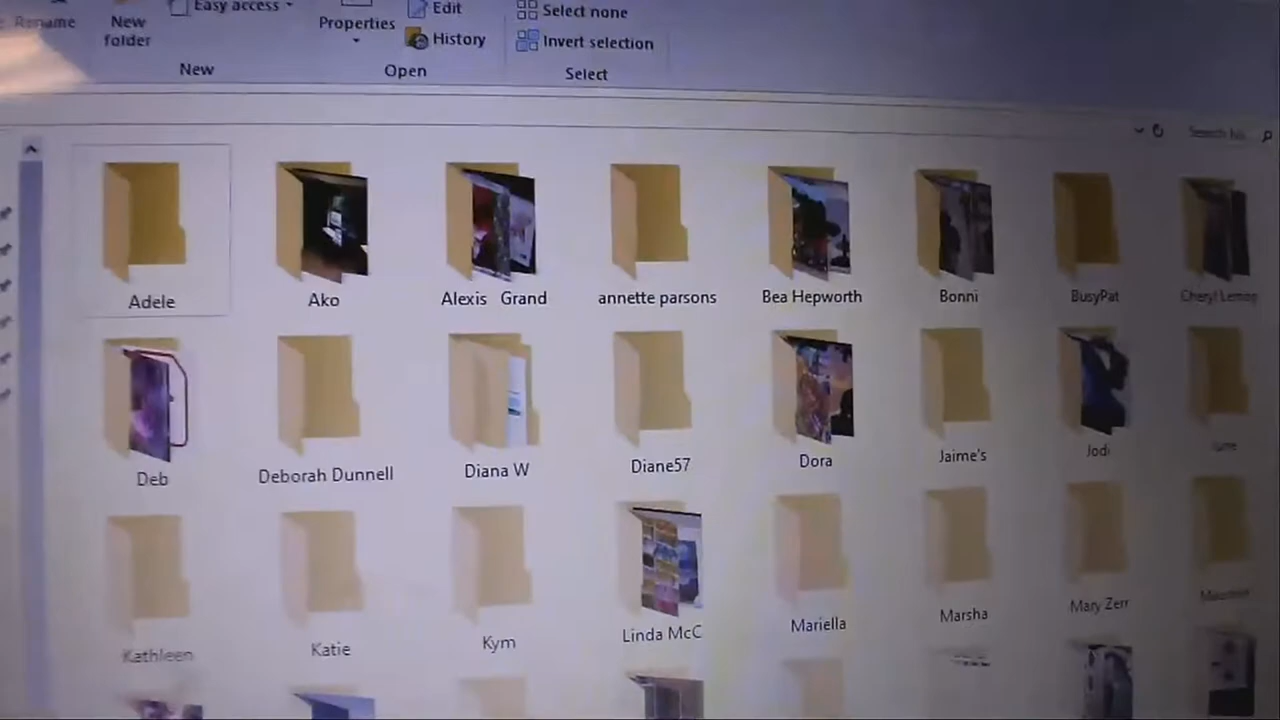 Rename
New folder
Easy access
New
Properties
Edit
History
Open
Select none
Invert selection
Select
Adele
Ako
Alexis Grand
annette parsons
Bea Hepworth
Bonni
BusyPat
Cheryl
Deb
Deborah Dunnell
Diana W
Diane57
Dora
Jaime's
Jodi
Kathleen
Katie
Kym
Linda McC
Mariella
Marsha
Mary Zerr